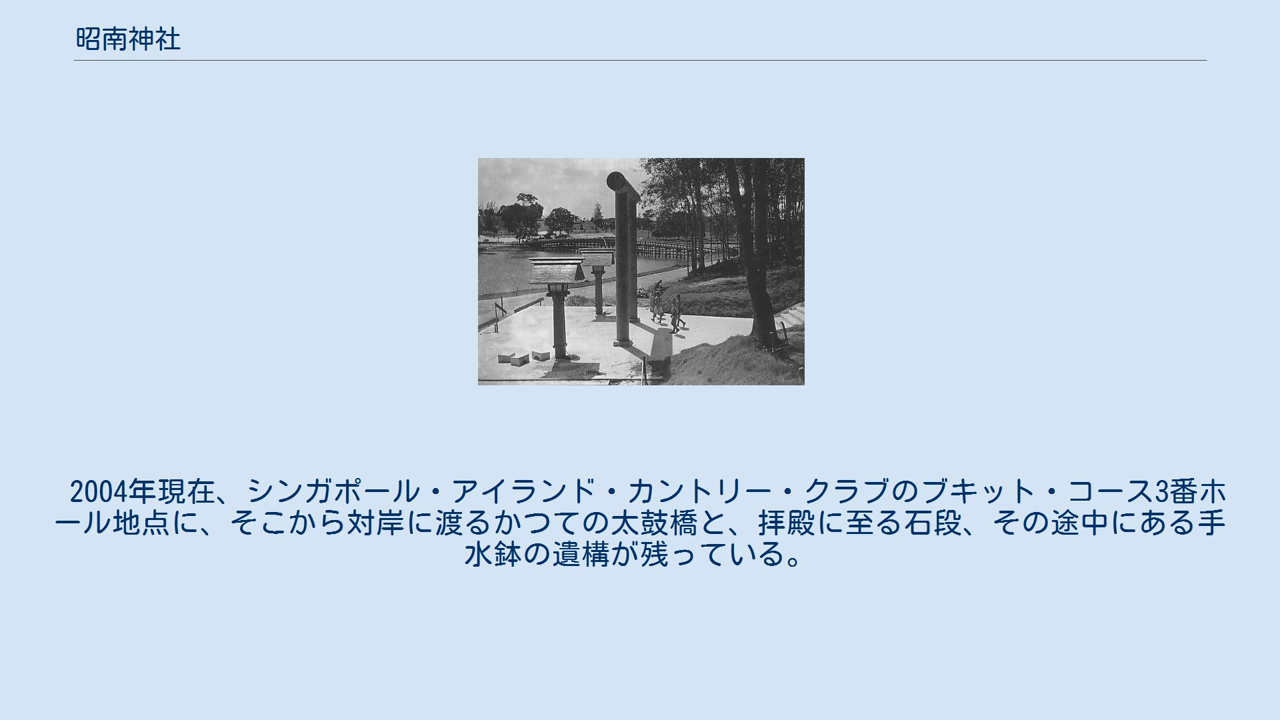 昭南神社
2004年現在、シンガポール・アイランド・カントリー・クラブのブキット・コース3番ホ
ール地点に、そこから対岸に渡るかつての太鼓橋と、拝殿に至る石段、その途中にある手
水鉢の遺構が残っている。